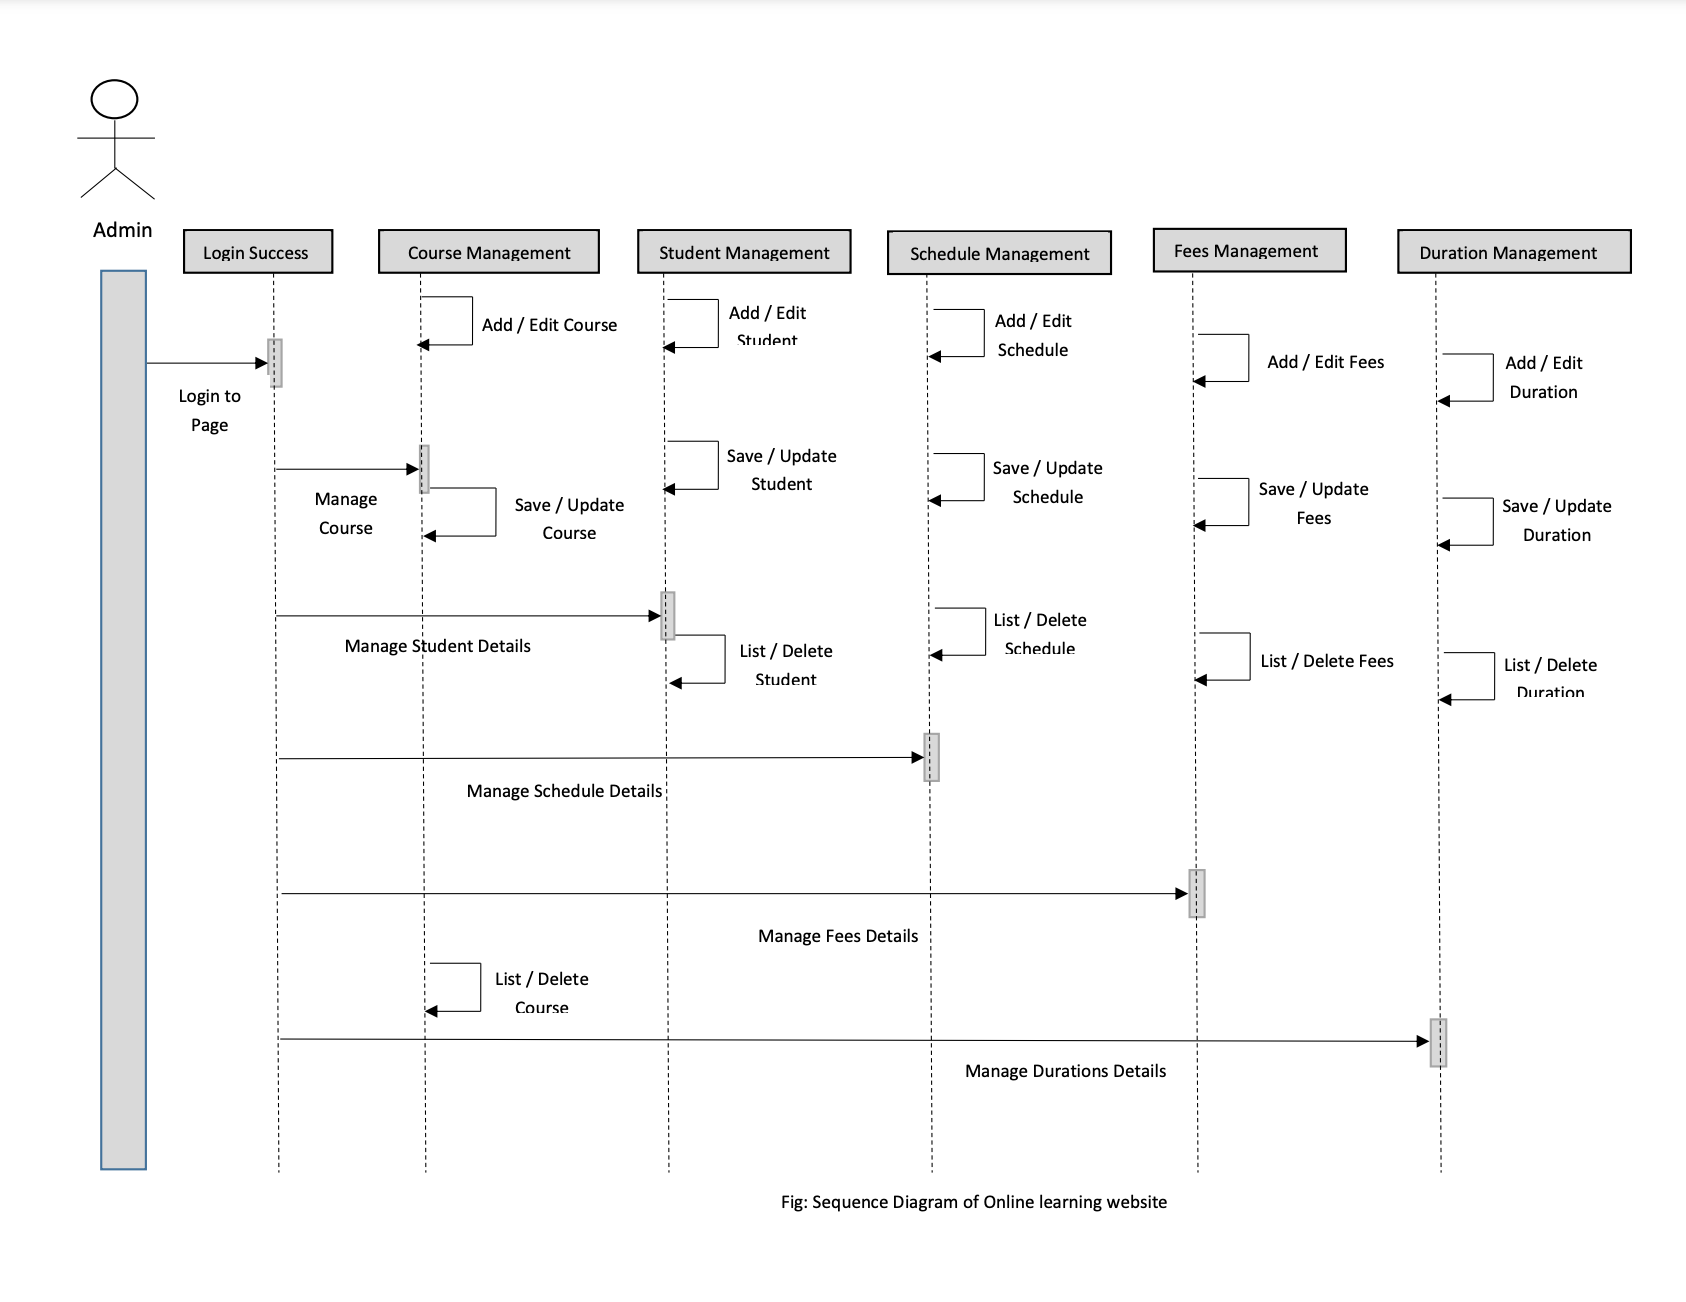 Admin
Login Success
Course Management
Student Management
Schedule Management
Fees Management
Duration Management
Add / Edit Course
Add / Edit
Student
Add / Edit
Schedule
Add / Edit Fees
Add / Edit
Duration
Login to
Page
Manage
Course
Save / Update
Course
Save / Update
Student
Save / Update
Schedule
Save / Update
Fees
Save / Update
Duration
Manage Student Details
List / Delete
Student
List / Delete
Schedule
List / Delete Fees
List / Delete
Duration
Manage Schedule Details
Manage Fees Details
List / Delete
Course
Manage Durations Details
Fig: Sequence Diagram of Online learning website